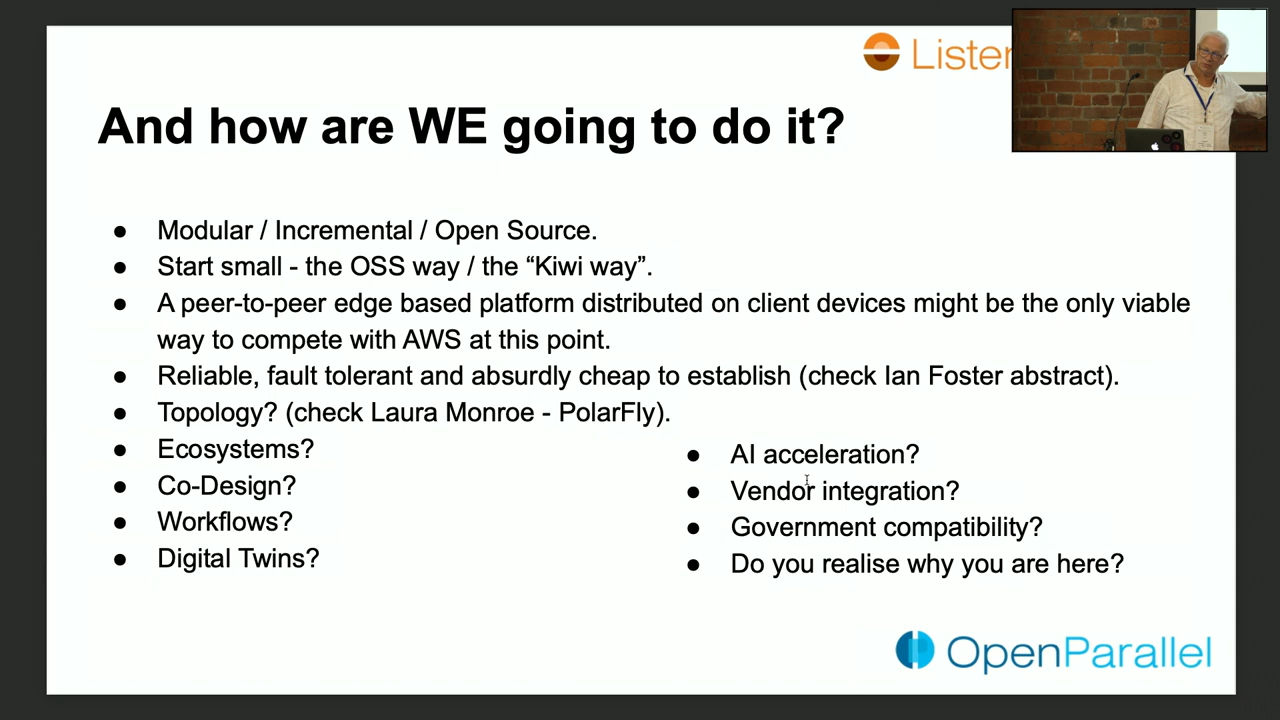 And how are WE going to do it?
● Modular / Incremental / Open Source.
● Start small - the OSS way / the “Kiwi way”.
● A peer-to-peer edge based platform distributed on client devices might be the only viable
way to compete with AWS at this point.
● Reliable, fault tolerant and absurdly cheap to establish (check Ian Foster abstract).
● Topology? (check Laura Monroe - PolarFly).
● Ecosystems?
● Co-Design?
● Workflows?
● Digital Twins?
● AI acceleration?
● Vendor integration?
● Government compatibility?
● Do you realise why you are here?
OpenParallel